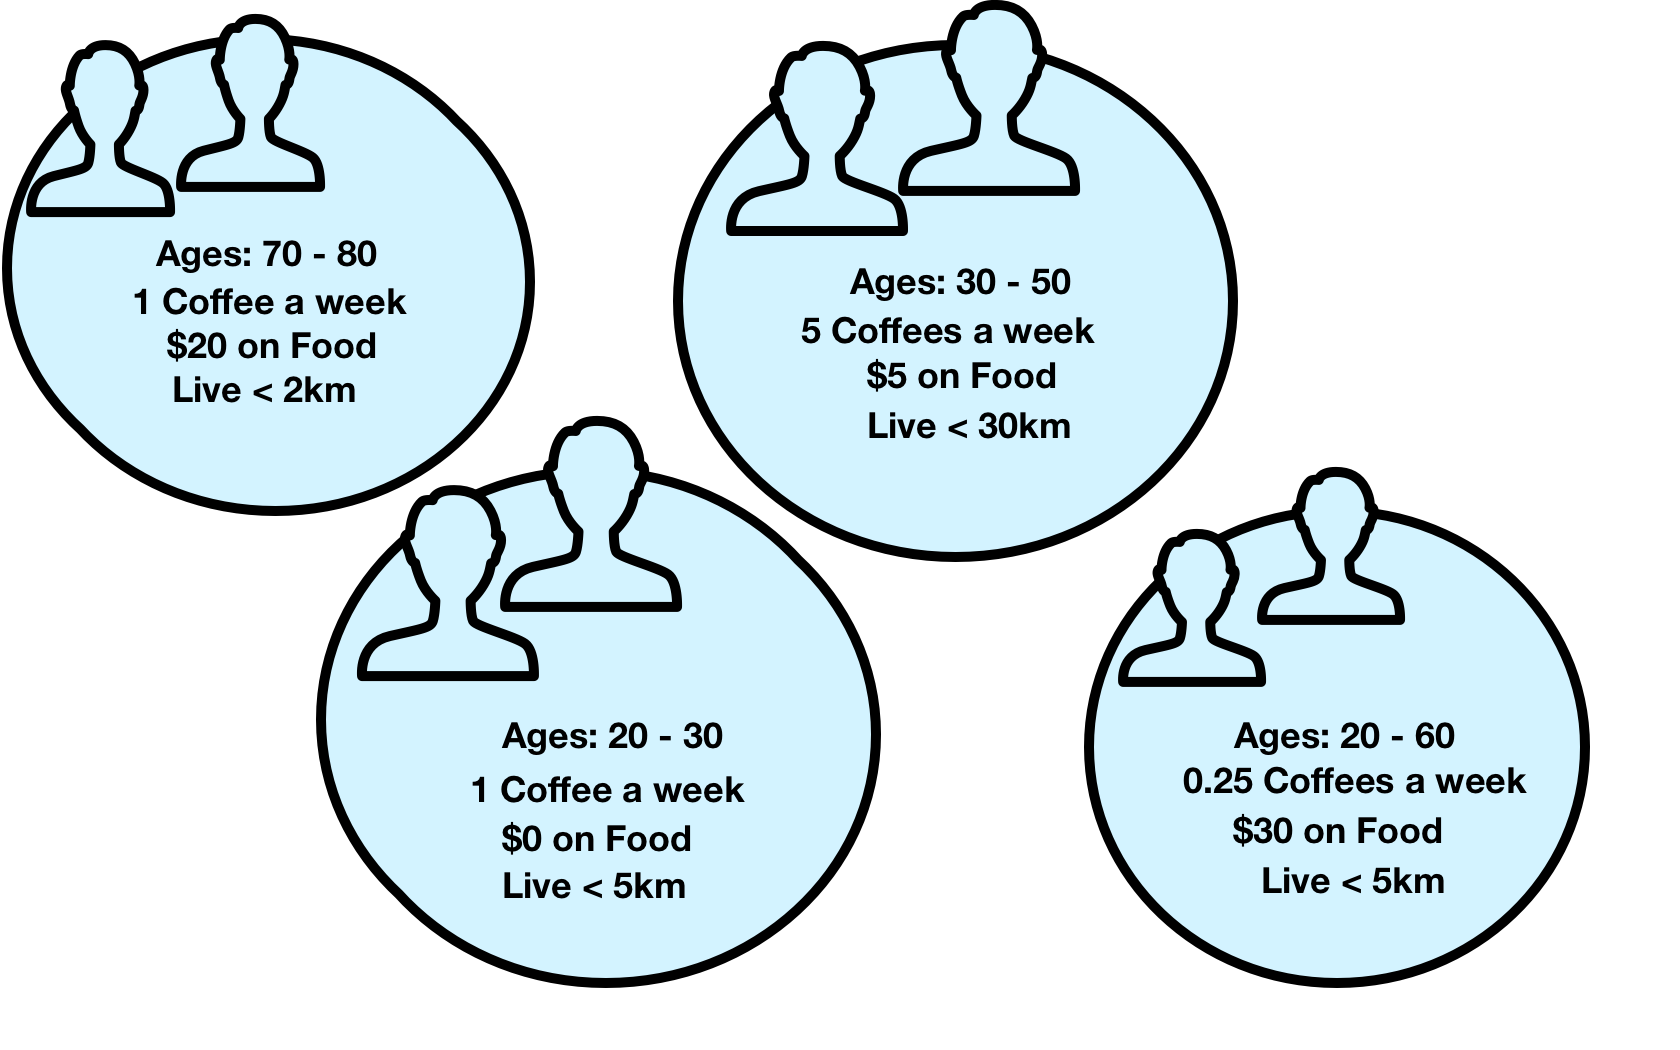 Ages: 70 - 80
1 Coffee a week
$20 on Food
Live < 2km
Ages: 30 - 50
5 Coffees a week
$5 on Food
Live < 30km
Ages: 20 - 30
1 Coffee a week
$0 on Food
Live < 5km
Ages: 20 - 60
0.25 Coffees a week
$30 on Food
Live < 5km